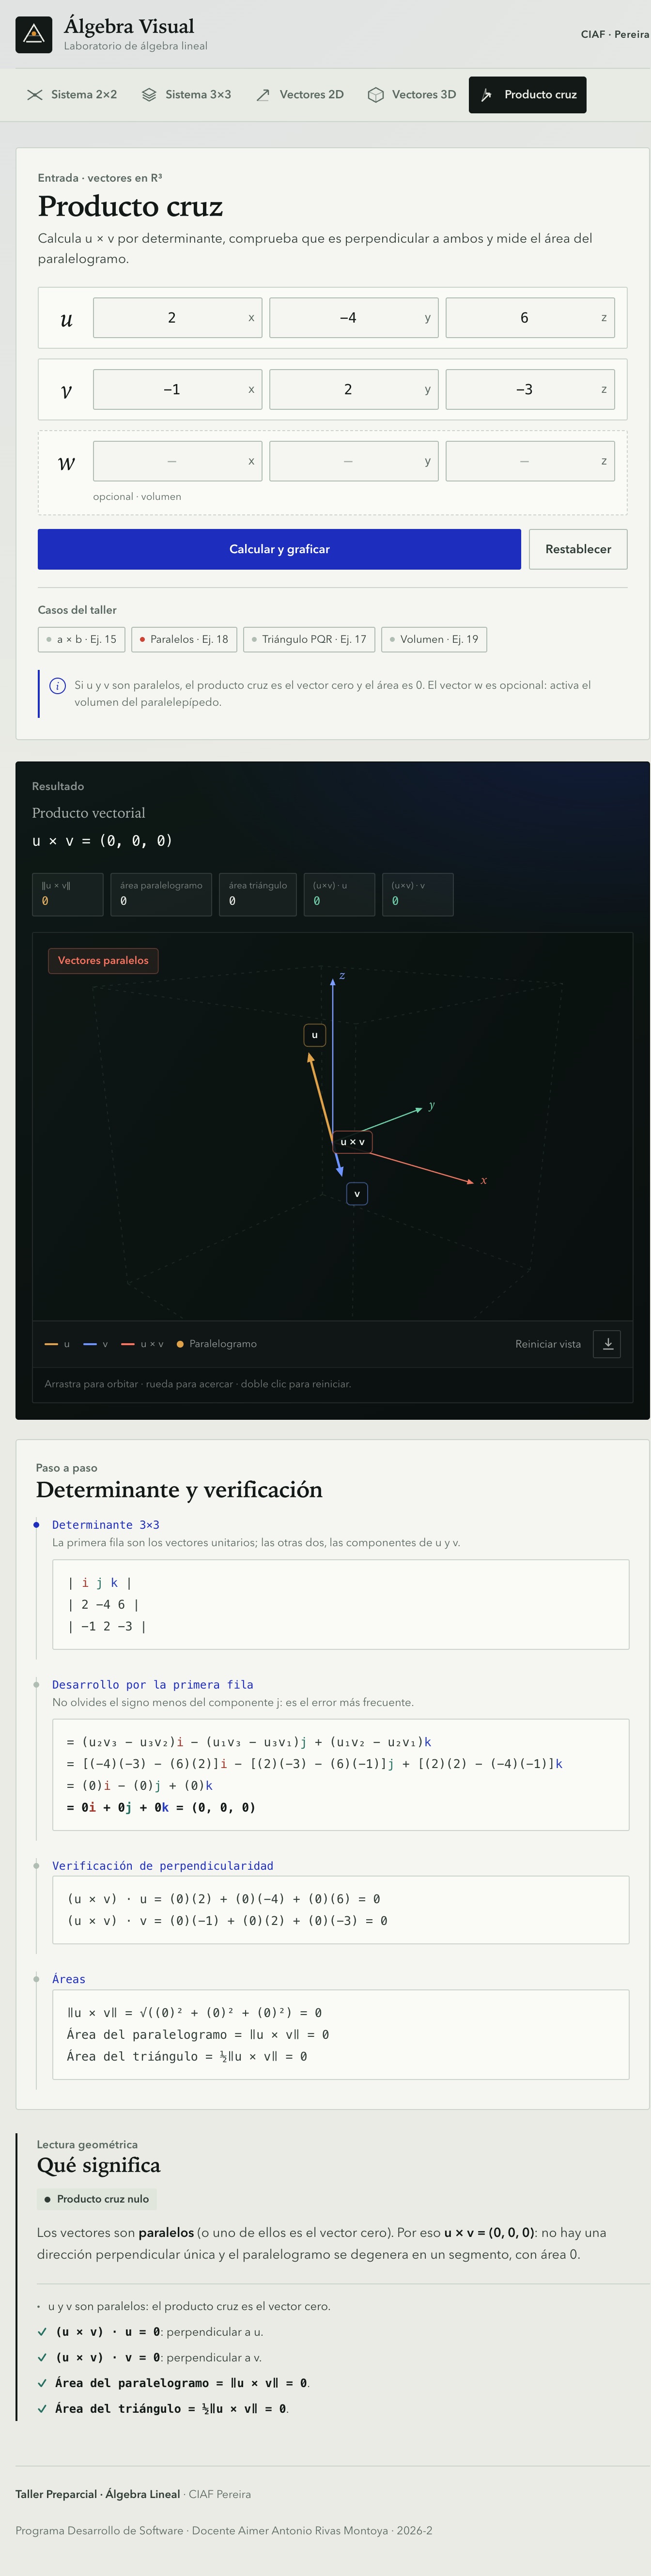 Álgebra Visual
Laboratorio de álgebra lineal
CIAF · Pereira
Sistema 2×2
Sistema 3×3
Vectores 2D
Vectores 3D
Producto cruz
Entrada · vectores en R³
Producto cruz
Calcula u × v por determinante, comprueba que es perpendicular a ambos y mide el área del
paralelogramo.
u 2 x −4 y 6 z
v −1 x 2 y −3 z
w — x — y — z
opcional · volumen
Calcular y graficar
Restablecer
Casos del taller
a × b · Ej. 15
Paralelos · Ej. 18
Triángulo PQR · Ej. 17
Volumen · Ej. 19
i
Si u y v son paralelos, el producto cruz es el vector cero y el área es 0. El vector w es opcional: activa el
volumen del paralelepípedo.
Resultado
Producto vectorial
u × v = (0, 0, 0)
‖u × v‖
0
área paralelogramo
0
área triángulo
0
(u×v) · u
0
(u×v) · v
0
Vectores paralelos
z
u
y
u × v
x
v
u
v
u × v
Paralelogramo
Reiniciar vista
Arrastra para orbitar · rueda para acercar · doble clic para reiniciar.
Paso a paso
Determinante y verificación
Determinante 3×3
La primera fila son los vectores unitarios; las otras dos, las componentes de u y v.
| i j k |
| 2 −4 6 |
| −1 2 −3 |
Desarrollo por la primera fila
No olvides el signo menos del componente j: es el error más frecuente.
= (u₂v₃ − u₃v₂)i − (u₁v₃ − u₃v₁)j + (u₁v₂ − u₂v₁)k
= [(−4)(−3) − (6)(2)]i − [(2)(−3) − (6)(−1)]j + [(2)(2) − (−4)(−1)]k
= (0)i − (0)j + (0)k
= 0i + 0j + 0k = (0, 0, 0)
Verificación de perpendicularidad
(u × v) · u = (0)(2) + (0)(−4) + (0)(6) = 0
(u × v) · v = (0)(−1) + (0)(2) + (0)(−3) = 0
Áreas
‖u × v‖ = √((0)² + (0)² + (0)²) = 0
Área del paralelogramo = ‖u × v‖ = 0
Área del triángulo = ½‖u × v‖ = 0
Lectura geométrica
Qué significa
Producto cruz nulo
Los vectores son paralelos (o uno de ellos es el vector cero). Por eso u × v = (0, 0, 0): no hay una
dirección perpendicular única y el paralelogramo se degenera en un segmento, con área 0.
· u y v son paralelos: el producto cruz es el vector cero.
✓ (u × v) · u = 0: perpendicular a u.
✓ (u × v) · v = 0: perpendicular a v.
✓ Área del paralelogramo = ‖u × v‖ = 0.
✓ Área del triángulo = ½‖u × v‖ = 0.
Taller Preparcial · Álgebra Lineal · CIAF Pereira
Programa Desarrollo de Software · Docente Aimer Antonio Rivas Montoya · 2026-2